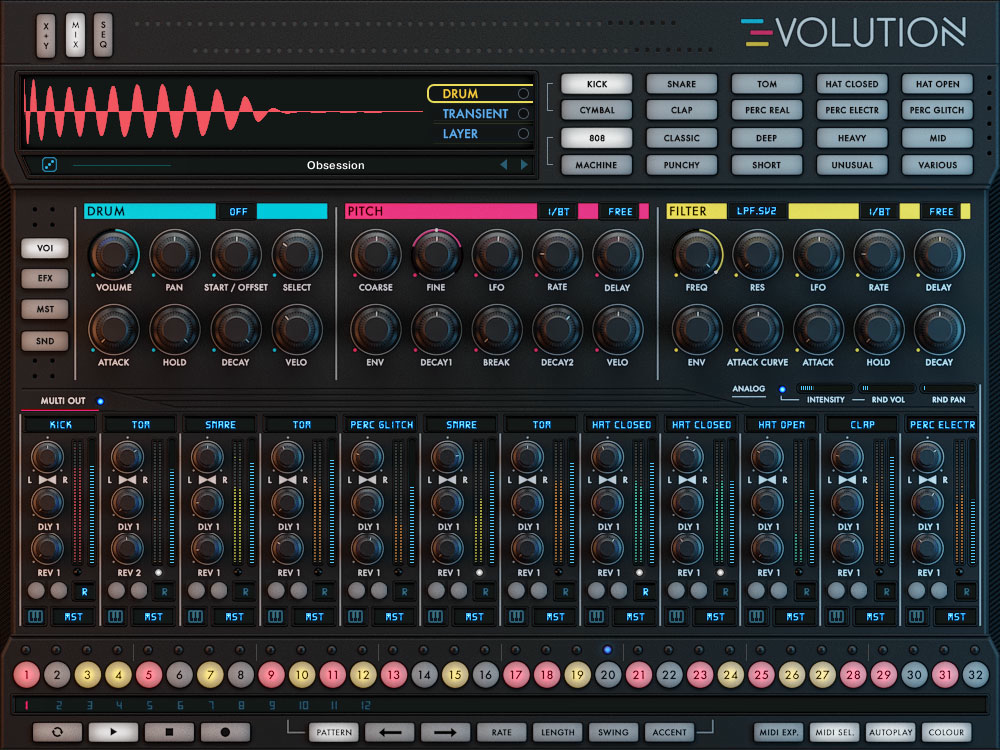 X+Y MIX SEQ
EVOLUTION
DRUM
TRANSIENT
LAYER
Obsession
KICK SNARE TOM HAT CLOSED HAT OPEN
CYMBAL CLAP PERC REAL PERC ELECTR PERC GLITCH
808 CLASSIC DEEP HEAVY MID
MACHINE PUNCHY SHORT UNUSUAL VARIOUS
DRUM OFF PITCH 1/8T FREE FILTER LPF.SV2 1/8T FREE
VOI
EFX
MST
SND
VOLUME PAN START / OFFSET SELECT COARSE FINE LFO RATE DELAY FREQ RES LFO RATE DELAY
ATTACK HOLD DECAY VELO ENV DECAY1 BREAK DECAY2 VELO ENV ATTACK CURVE ATTACK HOLD DECAY
ANALOG INTENSITY RND VOL RND PAN
MULTI OUT
KICK TOM SNARE TOM PERC GLITCH SNARE TOM HAT CLOSED HAT CLOSED HAT OPEN CLAP PERC ELECTR
L R L R L R L R L R L R L R L R L R L R L R L R
DLY 1 DLY 1 DLY 1 DLY 1 DLY 1 DLY 1 DLY 1 DLY 1 DLY 1 DLY 1 DLY 1 DLY 1
REV 1 REV 2 REV 1 REV 1 REV 1 REV 1 REV 1 REV 1 REV 1 REV 1 REV 1 REV 1
R R R R R R R R R R R R
MST MST MST MST MST MST MST MST MST MST MST MST
1 2 3 4 5 6 7 8 9 10 11 12 13 14 15 16 17 18 19 20 21 22 23 24 25 26 27 28 29 30 31 32
1 2 3 4 5 6 7 8 9 10 11 12
PATTERN RATE LENGTH SWING ACCENT MIDI EXP. MIDI SEL. AUTOPLAY COLOUR